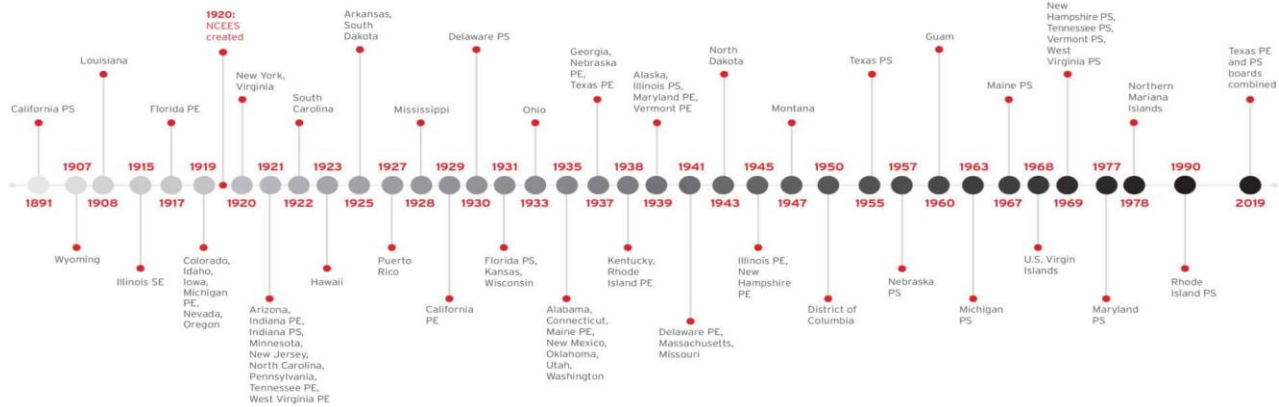 California PS
1891
1907
Wyoming
Louisiana
1908
1915
Illinois SE
Florida PE
1917
1919
Colorado,
Idaho,
Iowa,
Michigan
PE,
Nevada,
Oregon
1920:
NCEES
created
New York,
Virginia
1920
1921
Arizona,
Indiana PE,
Indiana PS,
Minnesota,
New Jersey,
North Carolina,
Pennsylvania,
Tennessee PE,
West Virginia PE
South
Carolina
1922
1923
Hawaii
Arkansas,
South
Dakota
1925
1927
Puerto
Rico
Mississippi
1928
1929
California
PE
Delaware PS
1930
1931
Florida PS,
Kansas,
Wisconsin
Ohio
1933
1935
Alabama,
Connecticut,
Maine PE,
New Mexico,
Oklahoma,
Utah,
Washington
Georgia,
Nebraska
PE,
Texas PE
1937
1938
Kentucky,
Rhode
Island PE
Alaska,
Illinois PS,
Maryland PE,
Vermont PE
1939
1941
Delaware PE,
Massachusetts,
Missouri
North
Dakota
1943
1945
Illinois PE,
New
Hampshire
PE
Montana
1947
1950
District of
Columbia
Texas PS
1955
1957
Nebraska
PS
Guam
1960
1963
Michigan
PS
Maine PS
1967
1968
U.S. Virgin
Islands
New
Hampshire PS,
Tennessee PS,
Vermont PS,
West
Virginia PS
1969
1977
Maryland
PS
Northern
Mariana
Islands
1978
1990
Rhode
Island PS
Texas PE
and PS
boards
combined
2019